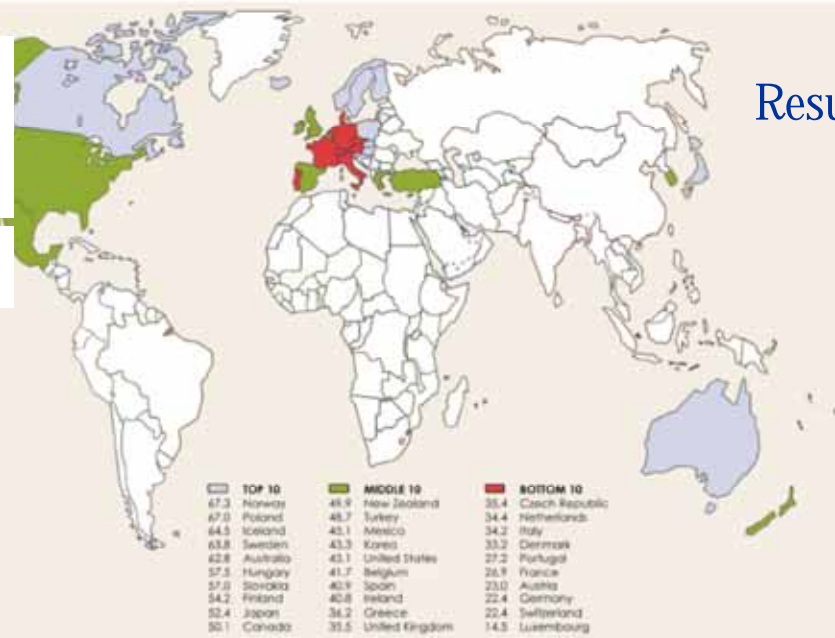 Resu
TOP 10
67.3 Norway
67.0 Poland
64.5 Iceland
63.8 Sweden
62.8 Australia
57.5 Hungary
57.0 Slovakia
54.2 Finland
52.4 Japan
50.1 Canada
MIDDLE 10
49.9 New Zealand
48.7 Turkey
45.1 Mexico
43.3 Korea
43.1 United States
41.7 Belgium
40.9 Spain
40.8 Ireland
36.2 Greece
35.5 United Kingdom
BOTTOM 10
35.4 Czech Republic
34.4 Netherlands
34.2 Italy
33.2 Denmark
27.2 Portugal
26.9 France
23.0 Austria
22.4 Germany
22.4 Switzerland
14.5 Luxembourg